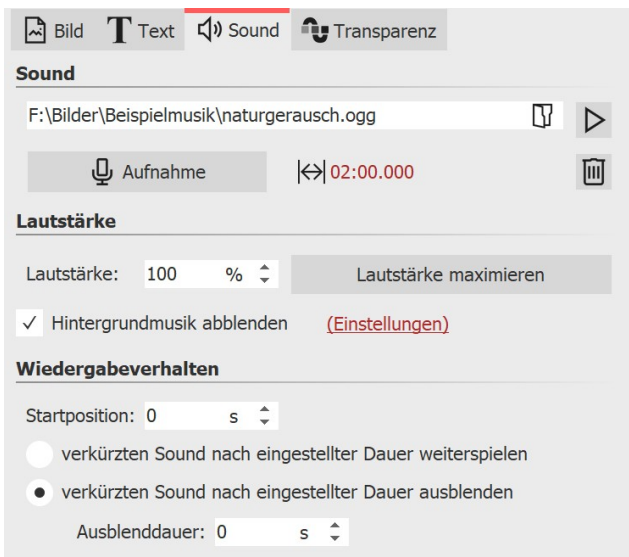 Bild Text Sound Transparenz
Sound
F:\Bilder\Beispielmusik\naturgerausch.ogg
Aufnahme 02:00.000
Lautstärke
Lautstärke: 100 % Lautstärke maximieren
Hintergrundmusik abblenden (Einstellungen)
Wiedergabeverhalten
Startposition: 0 s
verkürzten Sound nach eingestellter Dauer weiterspielen
verkürzten Sound nach eingestellter Dauer ausblenden
Ausblenddauer: 0 s